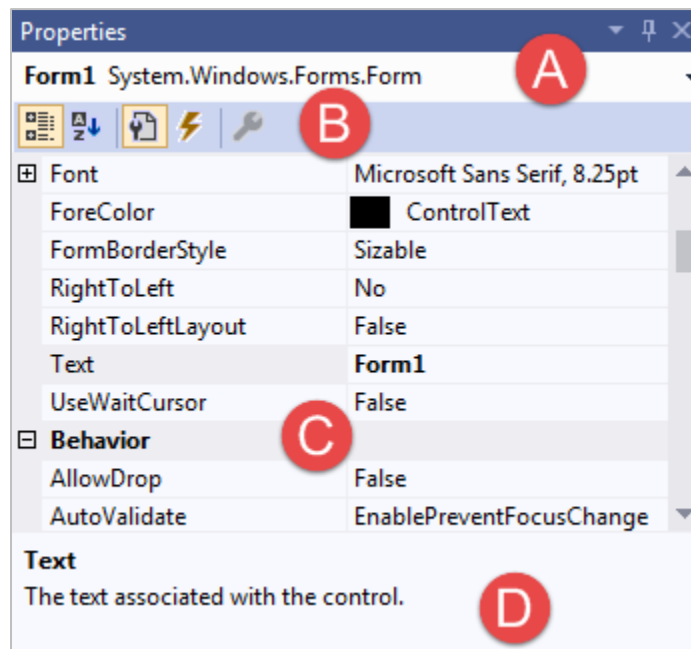 Properties
A
Form1 System.Windows.Forms.Form
B
Font Microsoft Sans Serif, 8.25pt
ForeColor ControlText
FormBorderStyle Sizable
RightToLeft No
RightToLeftLayout False
Text Form1
UseWaitCursor False
C
Behavior
AllowDrop False
AutoValidate EnablePreventFocusChange
Text
The text associated with the control.
D